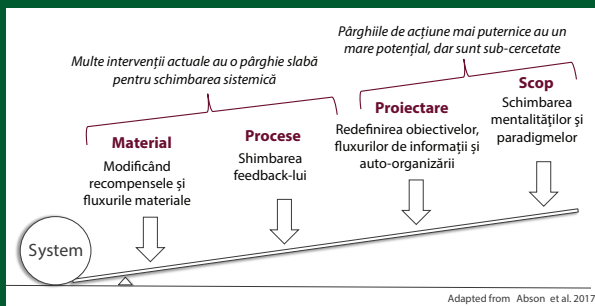 Multe intervenții actuale au o pârghie slabă
pentru schimbarea sistemică
Pârghiile de acțiune mai puternice au un
mare potențial, dar sunt sub-cercetate
Material
Modificând
recompensele și
fluxurile materiale
Procese
Shimbarea
feedback-lui
Proiectare
Redefinirea obiectivelor,
fluxurilor de informații și
auto-organizării
Scop
Schimbarea
mentalităților și
paradigmelor
System
Adapted from Abson et al. 2017